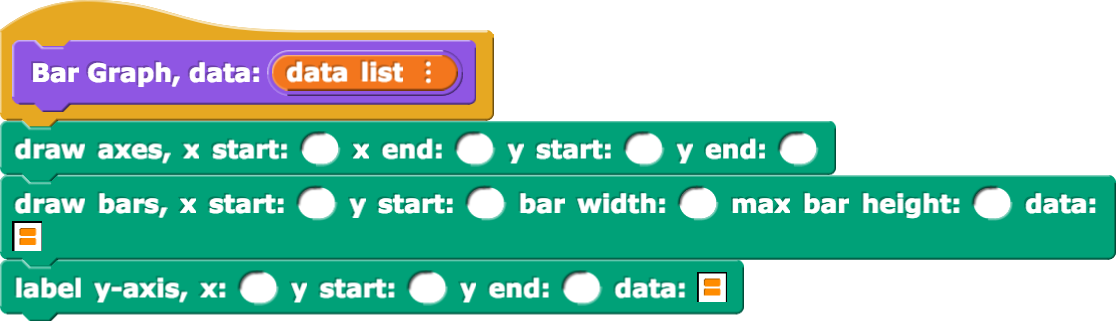 Bar Graph, data: data list ⋮
draw axes, x start: x end: y start: y end:
draw bars, x start: y start: bar width: max bar height: data:
label y-axis, x: y start: y end: data: